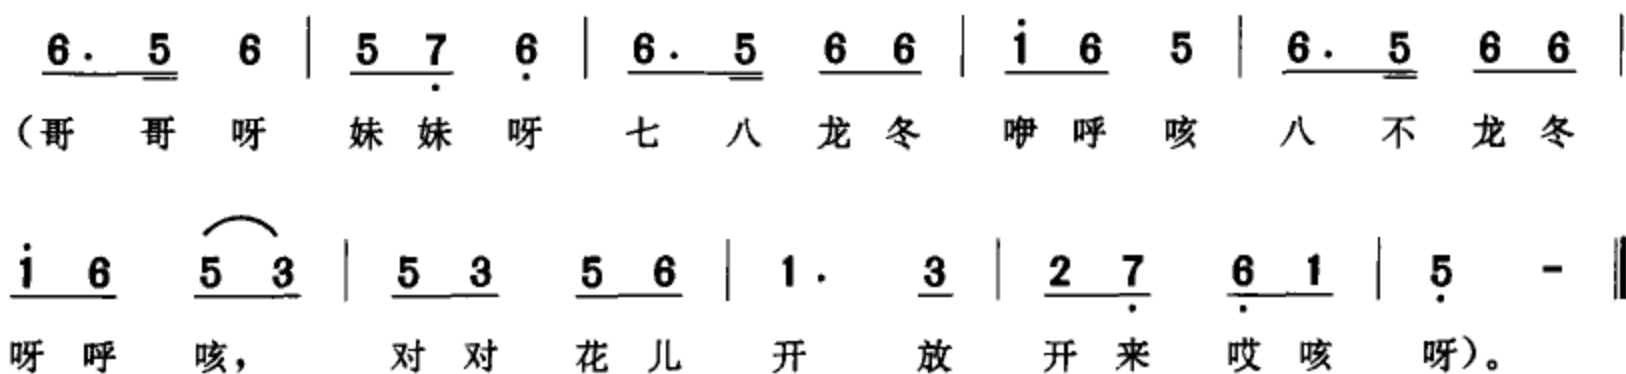 6. 5 6 | 5 7̣ 6̣ | 6. 5 6 6 | 1̇ 6 5 | 6. 5 6 6 |
(哥 哥 呀 妹 妹 呀 七 八 龙 冬 咿 呼 咳 八 不 龙 冬
1̇ 6 5 3 | 5 3 5 6 | 1. 3 | 2 7̣ 6̣ 1 | 5̣ - ‖
呀 呼 咳, 对 对 花 儿 开 放 开 来 哎 咳 呀)。